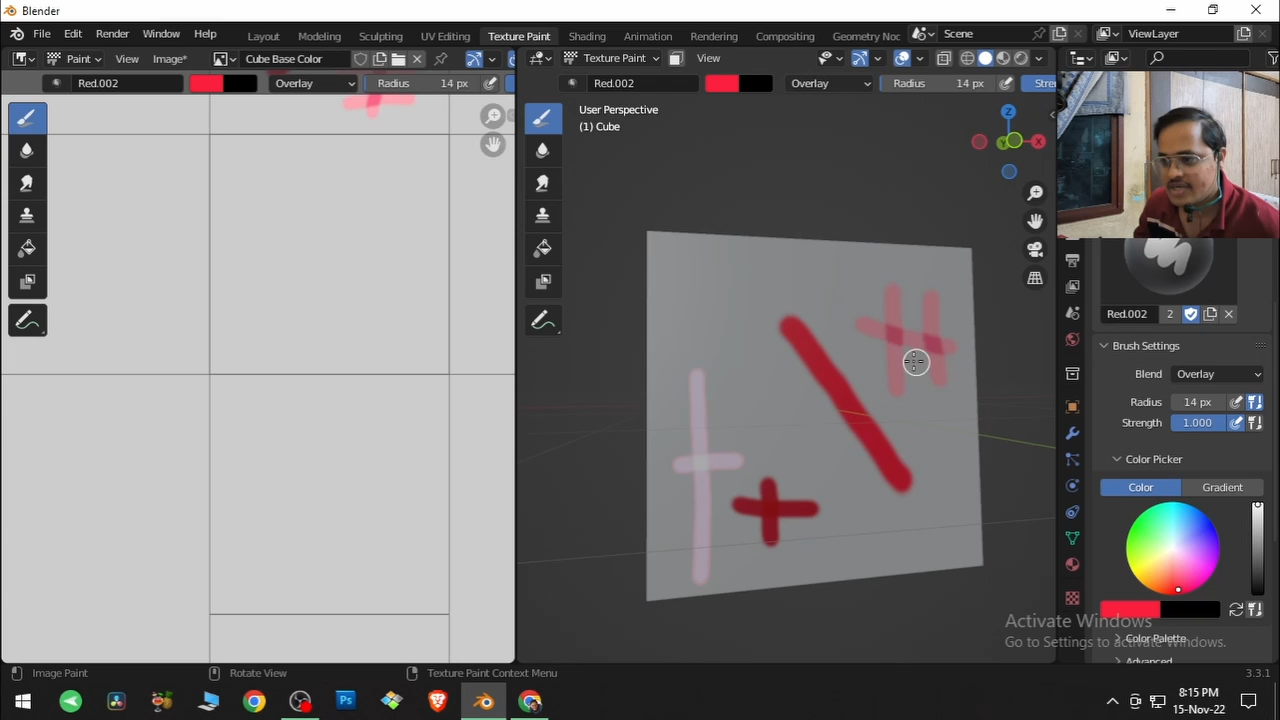 Blender
File Edit Render Window Help Layout Modeling Sculpting UV Editing Texture Paint Shading Animation Rendering Compositing Geometry Noc Scene ViewLayer
Paint View Image* Cube Base Color Texture Paint View
Red.002 Overlay Radius 14 px Red.002 Overlay Radius 14 px Stre
User Perspective
(1) Cube
Z
Y
X
Red.002 2
Brush Settings
Blend Overlay
Radius 14 px
Strength 1.000
Color Picker
Color Gradient
Activate Windows
Go to Settings to activate Windows.
Color Palette
Advanced
Image Paint Rotate View Texture Paint Context Menu 3.3.1
Ps 8:15 PM
15-Nov-22